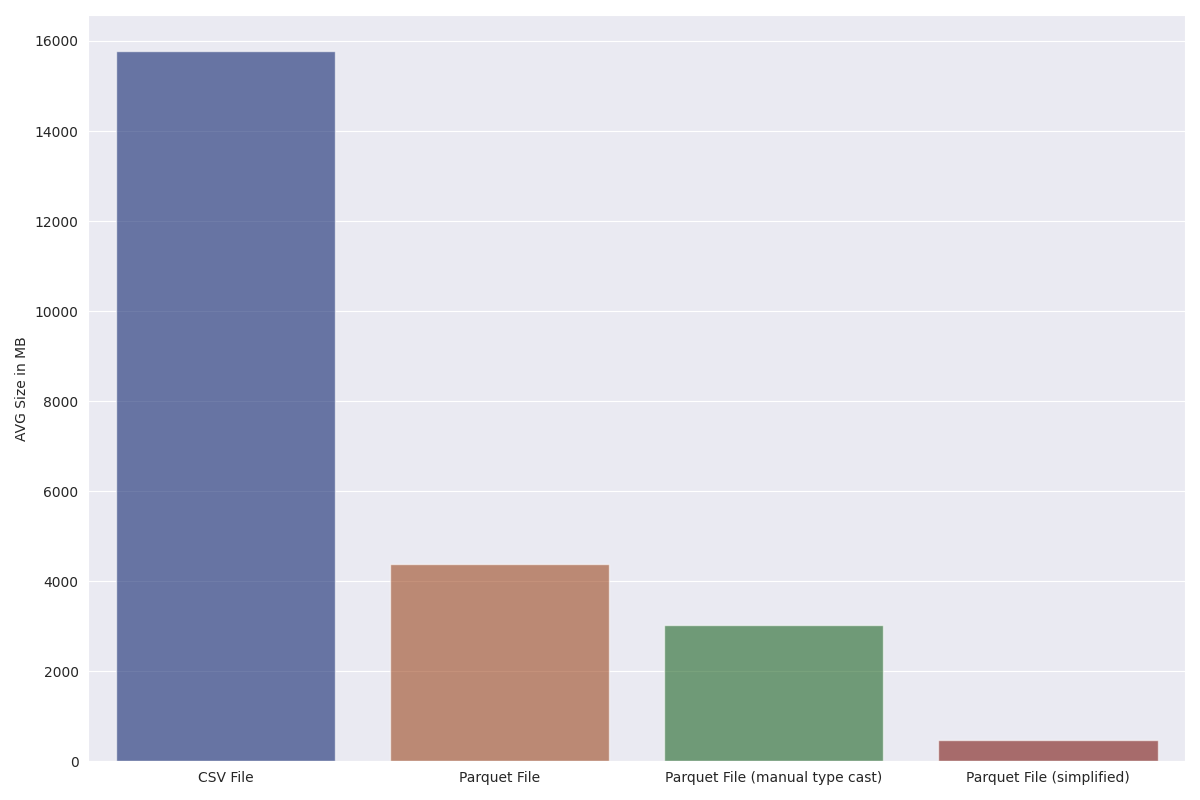 AVG Size in MB
16000
14000
12000
10000
8000
6000
4000
2000
0
CSV File
Parquet File
Parquet File (manual type cast)
Parquet File (simplified)